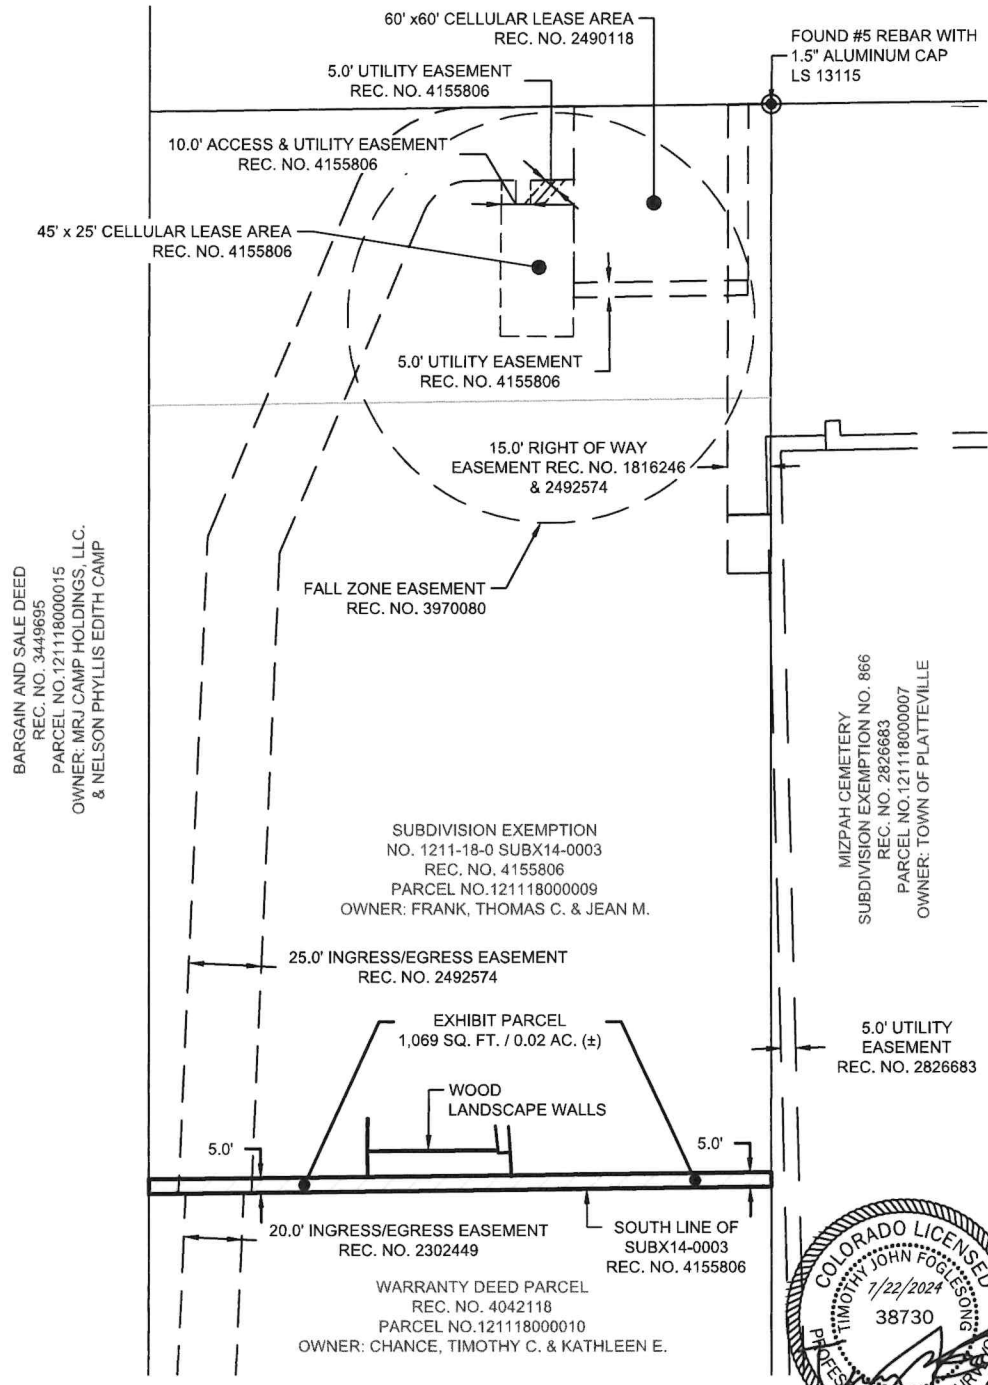 60' x60' CELLULAR LEASE AREA
REC. NO. 2490118
FOUND #5 REBAR WITH
1.5" ALUMINUM CAP
LS 13115
5.0' UTILITY EASEMENT
REC. NO. 4155806
10.0' ACCESS & UTILITY EASEMENT
REC. NO. 4155806
45' x 25' CELLULAR LEASE AREA
REC. NO. 4155806
5.0' UTILITY EASEMENT
REC. NO. 4155806
15.0' RIGHT OF WAY
EASEMENT REC. NO. 1816246
& 2492574
FALL ZONE EASEMENT
REC. NO. 3970080
BARGAIN AND SALE DEED
REC. NO. 3449695
PARCEL NO.121118000015
OWNER: MRJ CAMP HOLDINGS, LLC.
& NELSON PHYLLIS EDITH CAMP
MIZPAH CEMETERY
SUBDIVISION EXEMPTION NO. 866
REC. NO. 2826683
PARCEL NO.121118000007
OWNER: TOWN OF PLATTEVILLE
SUBDIVISION EXEMPTION
NO. 1211-18-0 SUBX14-0003
REC. NO. 4155806
PARCEL NO.121118000009
OWNER: FRANK, THOMAS C. & JEAN M.
25.0' INGRESS/EGRESS EASEMENT
REC. NO. 2492574
EXHIBIT PARCEL
1,069 SQ. FT. / 0.02 AC. (±)
5.0' UTILITY
EASEMENT
REC. NO. 2826683
WOOD
LANDSCAPE WALLS
5.0'
5.0'
20.0' INGRESS/EGRESS EASEMENT
REC. NO. 2302449
SOUTH LINE OF
SUBX14-0003
REC. NO. 4155806
WARRANTY DEED PARCEL
REC. NO. 4042118
PARCEL NO.121118000010
OWNER: CHANCE, TIMOTHY C. & KATHLEEN E.
COLORADO LICENSED
TIMOTHY JOHN FOGLESONG
7/22/2024
38730